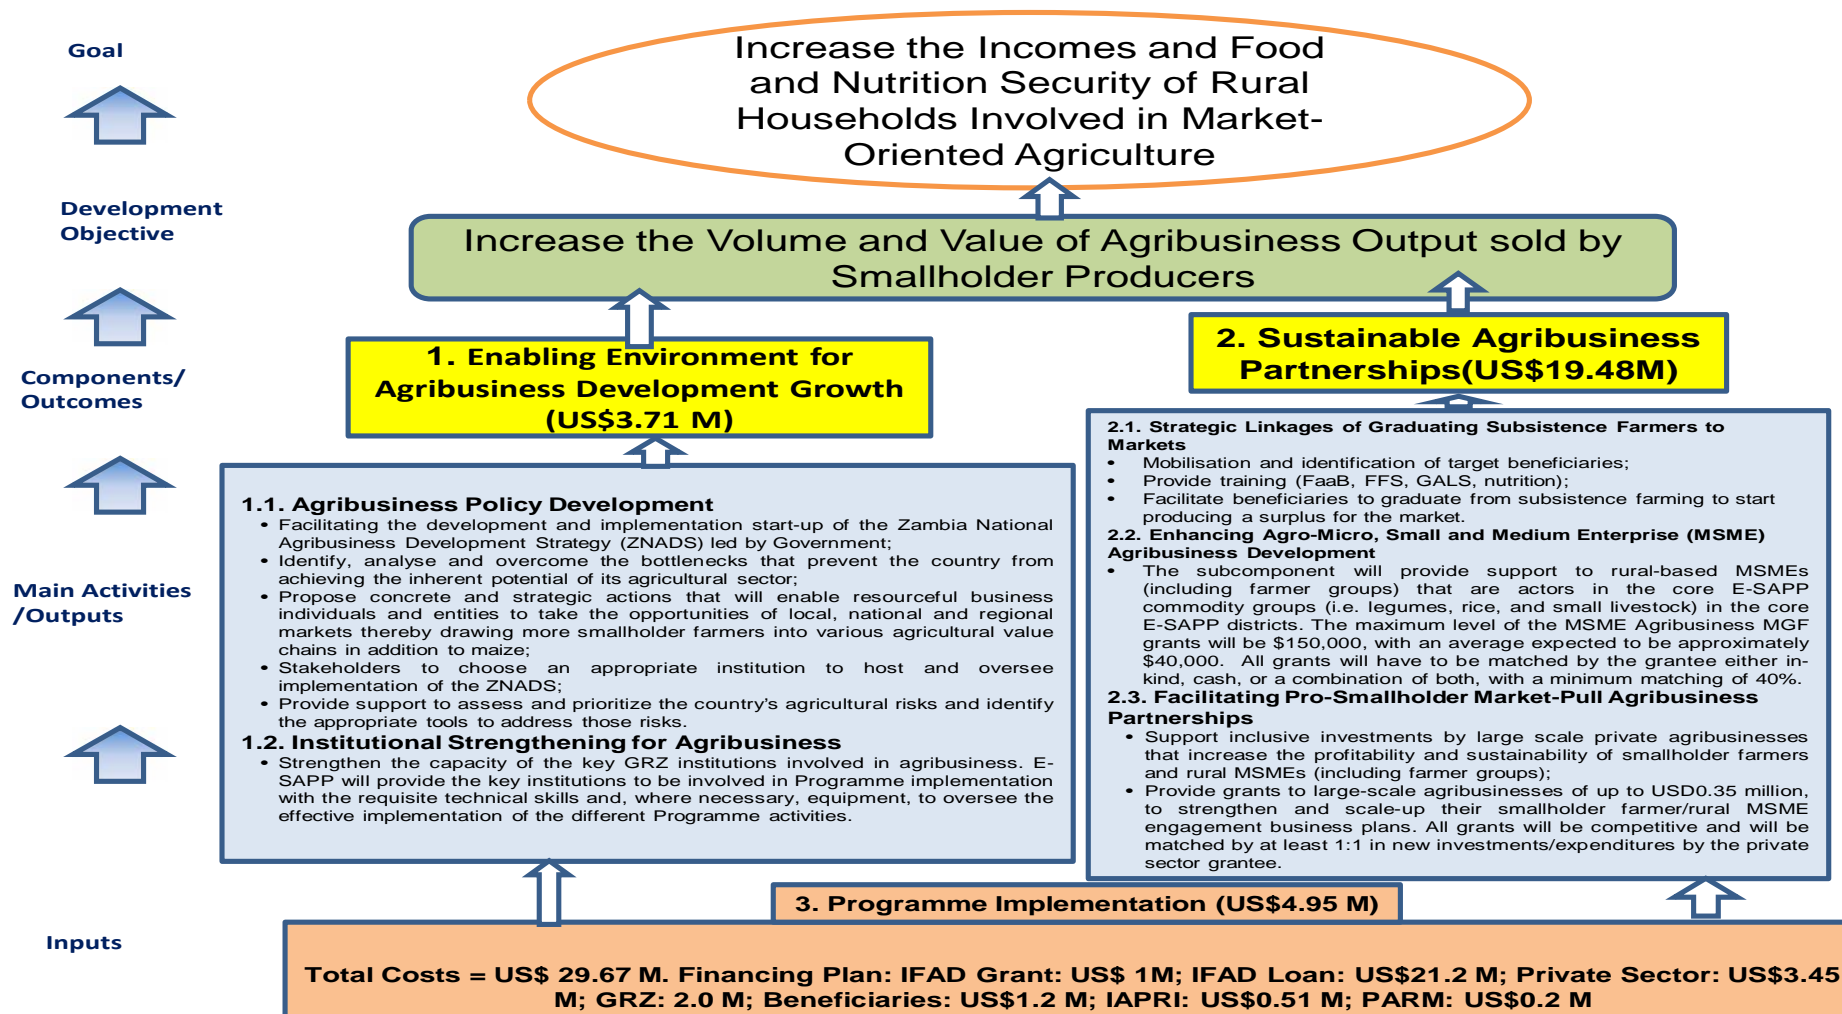 Goal
Increase the Incomes and Food
and Nutrition Security of Rural
Households Involved in Market-
Oriented Agriculture
Development
Objective
Increase the Volume and Value of Agribusiness Output sold by
Smallholder Producers
Components/
Outcomes
1. Enabling Environment for
Agribusiness Development Growth
(US$3.71 M)
2. Sustainable Agribusiness
Partnerships(US$19.48M)
Main Activities
/Outputs
1.1. Agribusiness Policy Development
• Facilitating the development and implementation start-up of the Zambia National
Agribusiness Development Strategy (ZNADS) led by Government;
• Identify, analyse and overcome the bottlenecks that prevent the country from
achieving the inherent potential of its agricultural sector;
• Propose concrete and strategic actions that will enable resourceful business
individuals and entities to take the opportunities of local, national and regional
markets thereby drawing more smallholder farmers into various agricultural value
chains in addition to maize;
• Stakeholders to choose an appropriate institution to host and oversee
implementation of the ZNADS;
• Provide support to assess and prioritize the country's agricultural risks and identify
the appropriate tools to address those risks.
1.2. Institutional Strengthening for Agribusiness
• Strengthen the capacity of the key GRZ institutions involved in agribusiness. E-
SAPP will provide the key institutions to be involved in Programme implementation
with the requisite technical skills and, where necessary, equipment, to oversee the
effective implementation of the different Programme activities.
2.1. Strategic Linkages of Graduating Subsistence Farmers to
Markets
• Mobilisation and identification of target beneficiaries;
• Provide training (FaaB, FFS, GALS, nutrition);
• Facilitate beneficiaries to graduate from subsistence farming to start
producing a surplus for the market.
2.2. Enhancing Agro-Micro, Small and Medium Enterprise (MSME)
Agribusiness Development
• The subcomponent will provide support to rural-based MSMEs
(including farmer groups) that are actors in the core E-SAPP
commodity groups (i.e. legumes, rice, and small livestock) in the core
E-SAPP districts. The maximum level of the MSME Agribusiness MGF
grants will be $150,000, with an average expected to be approximately
$40,000. All grants will have to be matched by the grantee either in-
kind, cash, or a combination of both, with a minimum matching of 40%.
2.3. Facilitating Pro-Smallholder Market-Pull Agribusiness
Partnerships
• Support inclusive investments by large scale private agribusinesses
that increase the profitability and sustainability of smallholder farmers
and rural MSMEs (including farmer groups);
• Provide grants to large-scale agribusinesses of up to USD0.35 million,
to strengthen and scale-up their smallholder farmer/rural MSME
engagement business plans. All grants will be competitive and will be
matched by at least 1:1 in new investments/expenditures by the private
sector grantee.
3. Programme Implementation (US$4.95 M)
Inputs
Total Costs = US$ 29.67 M. Financing Plan: IFAD Grant: US$ 1M; IFAD Loan: US$21.2 M; Private Sector: US$3.45
M; GRZ: 2.0 M; Beneficiaries: US$1.2 M; IAPRI: US$0.51 M; PARM: US$0.2 M